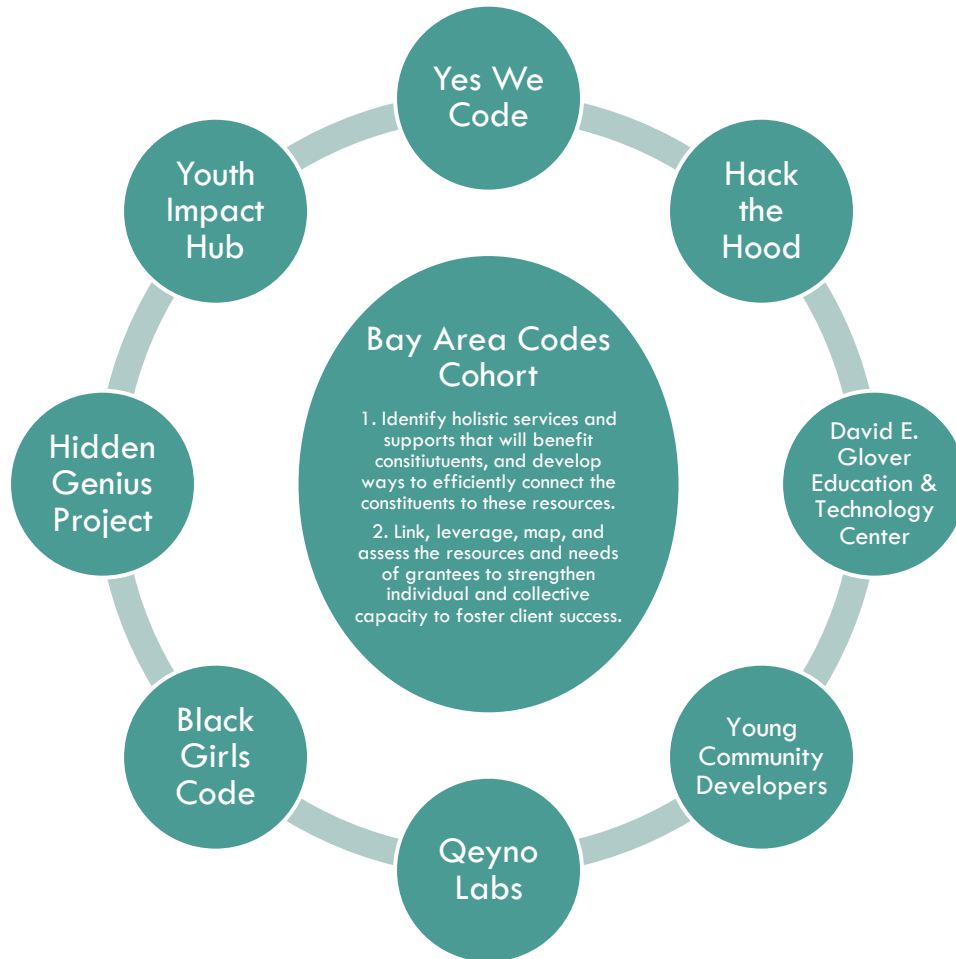 Yes We
Code
Hack
the
Hood
David E.
Glover
Education &
Technology
Center
Young
Community
Developers
Qeyno
Labs
Black
Girls
Code
Hidden
Genius
Project
Youth
Impact
Hub
Bay Area Codes
Cohort
1. Identify holistic services and
supports that will benefit
consitiutuents, and develop
ways to efficiently connect the
constituents to these resources.
2. Link, leverage, map, and
assess the resources and needs
of grantees to strengthen
individual and collective
capacity to foster client success.